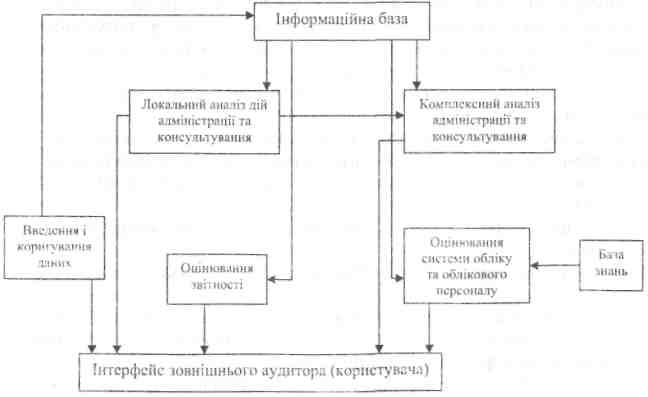 Інформаційна база
Локальний аналіз дій
адміністрації та
консультування
Комплексний аналіз
адміністрації та
консультування
Введення і
коригування
даних
Оцінювання
звітності
Оцінювання
системи обліку
та облікового
персоналу
База
знань
Інтерфейс зовнішнього аудитора (користувача)